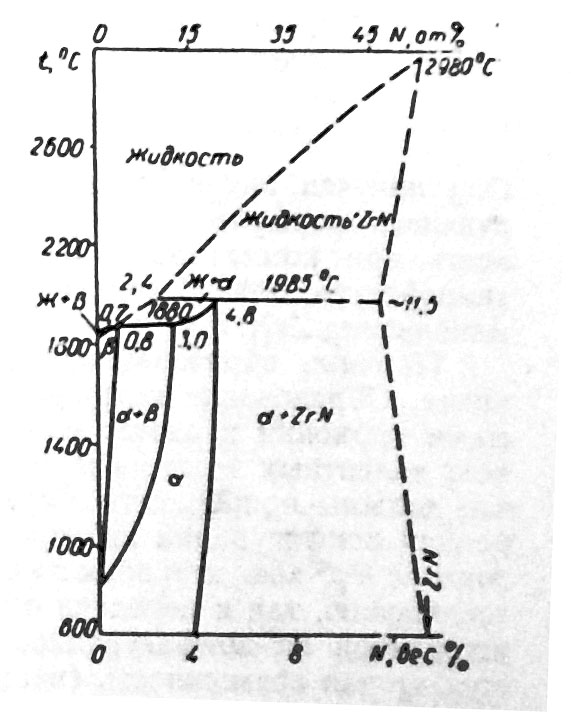 0 15 35 45 N, от%
t, °C
2980°C
2600
жидкость
жидкость+ZrN
2200
2,4 Ж+α 1985 °C
Ж+β 0,7 1880 4,8 ~11,5
1800 β 0,8 3,0
α+β α+ZrN
1400
α
1000
ZrN
600
0 4 8 N, вес %